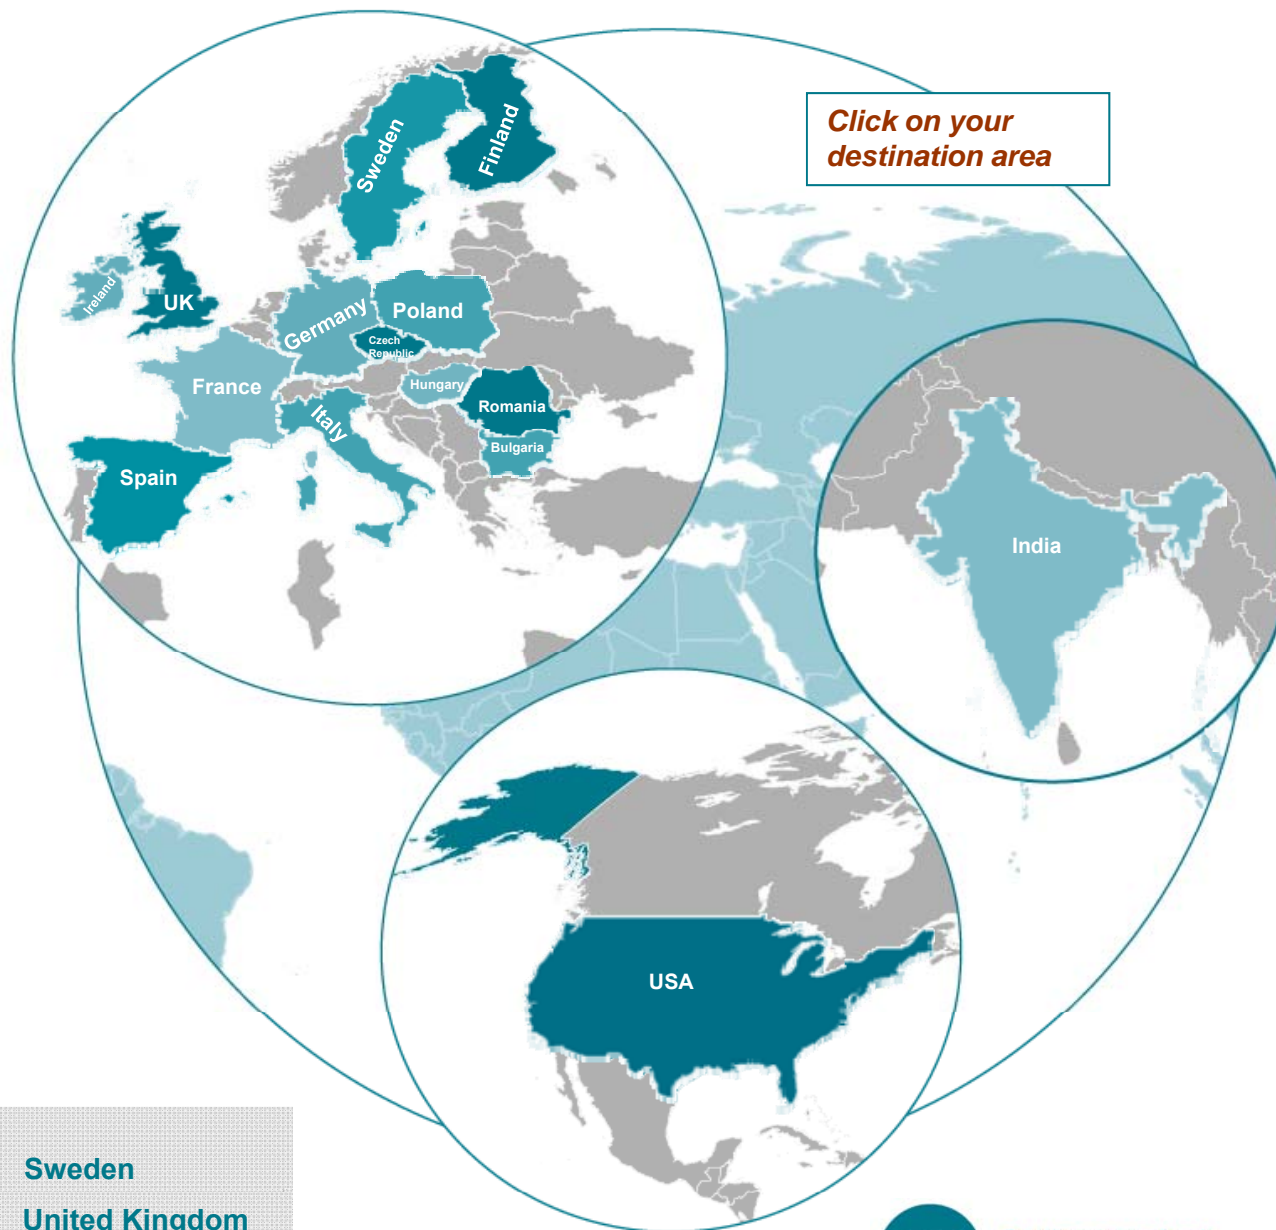 Click on your
destination area
Finland
Sweden
Ireland
UK
Germany
Poland
Czech
Republic
France
Hungary
Italy
Romania
Bulgaria
Spain
India
USA
Sweden
United Kingdom